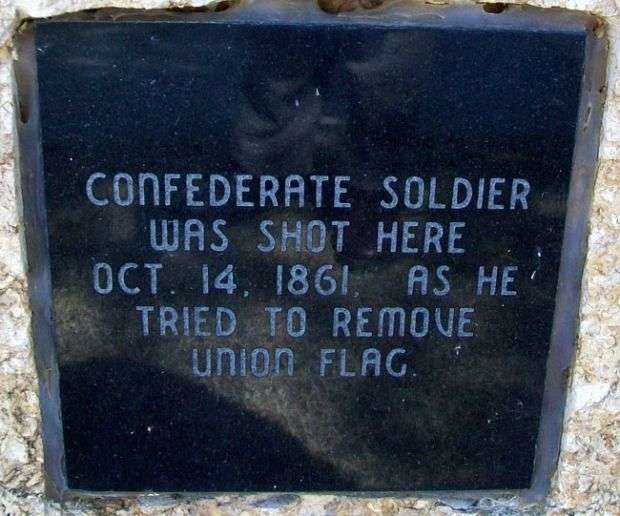 CONFEDERATE SOLDIER
WAS SHOT HERE
OCT. 14, 1861, AS HE
TRIED TO REMOVE
UNION FLAG.